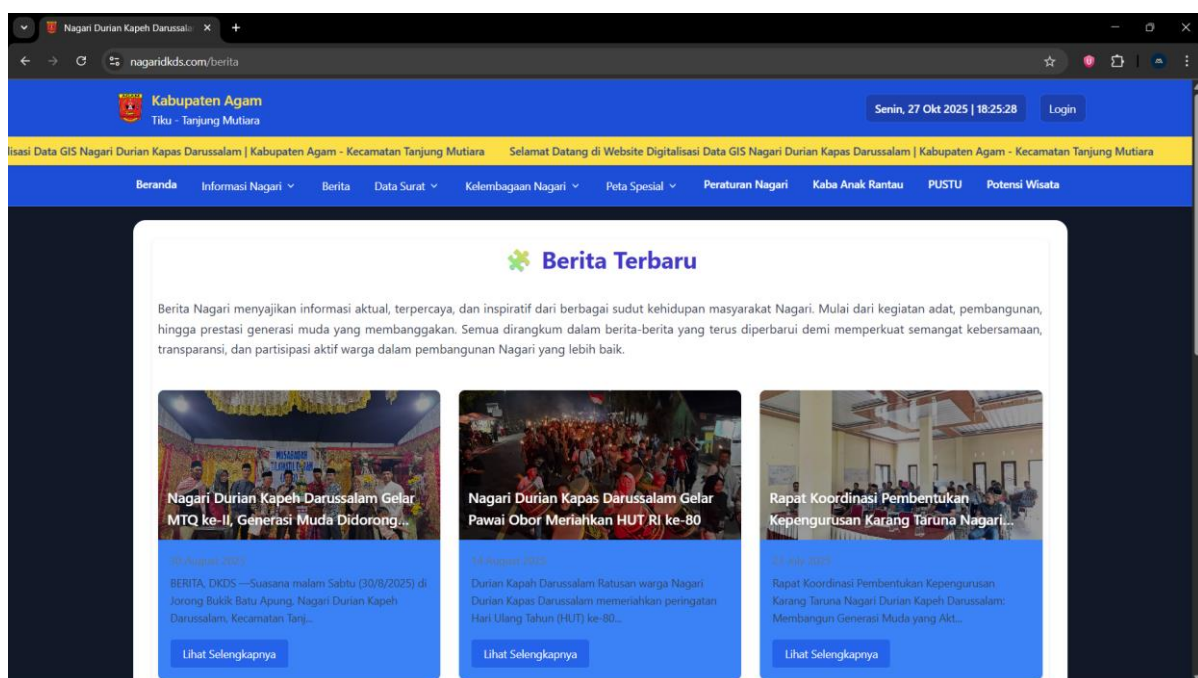 Nagari Durian Kapeh Darussala
nagaridkds.com/berita
Kabupaten Agam
Tiku - Tanjung Mutiara
Senin, 27 Okt 2025 | 18:25:28
Login
lisasi Data GIS Nagari Durian Kapas Darussalam | Kabupaten Agam - Kecamatan Tanjung Mutiara Selamat Datang di Website Digitalisasi Data GIS Nagari Durian Kapas Darussalam | Kabupaten Agam - Kecamatan Tanjung Mutiara
Beranda Informasi Nagari Berita Data Surat Kelembagaan Nagari Peta Spesial Peraturan Nagari Kaba Anak Rantau PUSTU Potensi Wisata
Berita Terbaru
Berita Nagari menyajikan informasi aktual, terpercaya, dan inspiratif dari berbagai sudut kehidupan masyarakat Nagari. Mulai dari kegiatan adat, pembangunan,
hingga prestasi generasi muda yang membanggakan. Semua dirangkum dalam berita-berita yang terus diperbarui demi memperkuat semangat kebersamaan,
transparansi, dan partisipasi aktif warga dalam pembangunan Nagari yang lebih baik.
Nagari Durian Kapeh Darussalam Gelar
MTQ ke-II, Generasi Muda Didorong...
BERITA, DKDS —Suasana malam Sabtu (30/8/2025) di
Jorong Bukik Batu Apung, Nagari Durian Kapeh
Darussalam, Kecamatan Tanj...
Lihat Selengkapnya
Nagari Durian Kapas Darussalam Gelar
Pawai Obor Meriahkan HUT RI ke-80
Durian Kapah Darussalam Ratusan warga Nagari
Durian Kapas Darussalam memeriahkan peringatan
Hari Ulang Tahun (HUT) ke-80...
Lihat Selengkapnya
Rapat Koordinasi Pembentukan
Kepengurusan Karang Taruna Nagari...
Rapat Koordinasi Pembentukan Kepengurusan
Karang Taruna Nagari Durian Kapeh Darussalam:
Membangun Generasi Muda yang Akt...
Lihat Selengkapnya